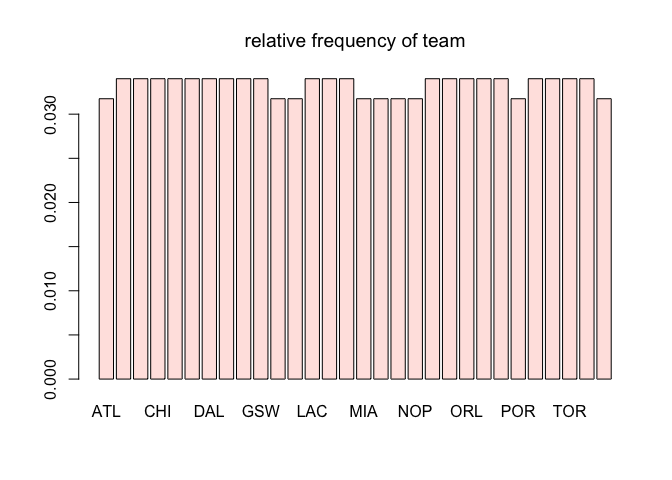 relative frequency of team
0.030
0.020
0.010
0.000
ATL CHI DAL GSW LAC MIA NOP ORL POR TOR